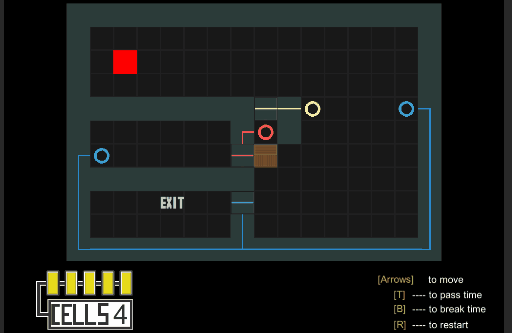 EXIT
CELLS 4
[Arrows] to move
[T] ---- to pass time
[B] ---- to break time
[R] ---- to restart